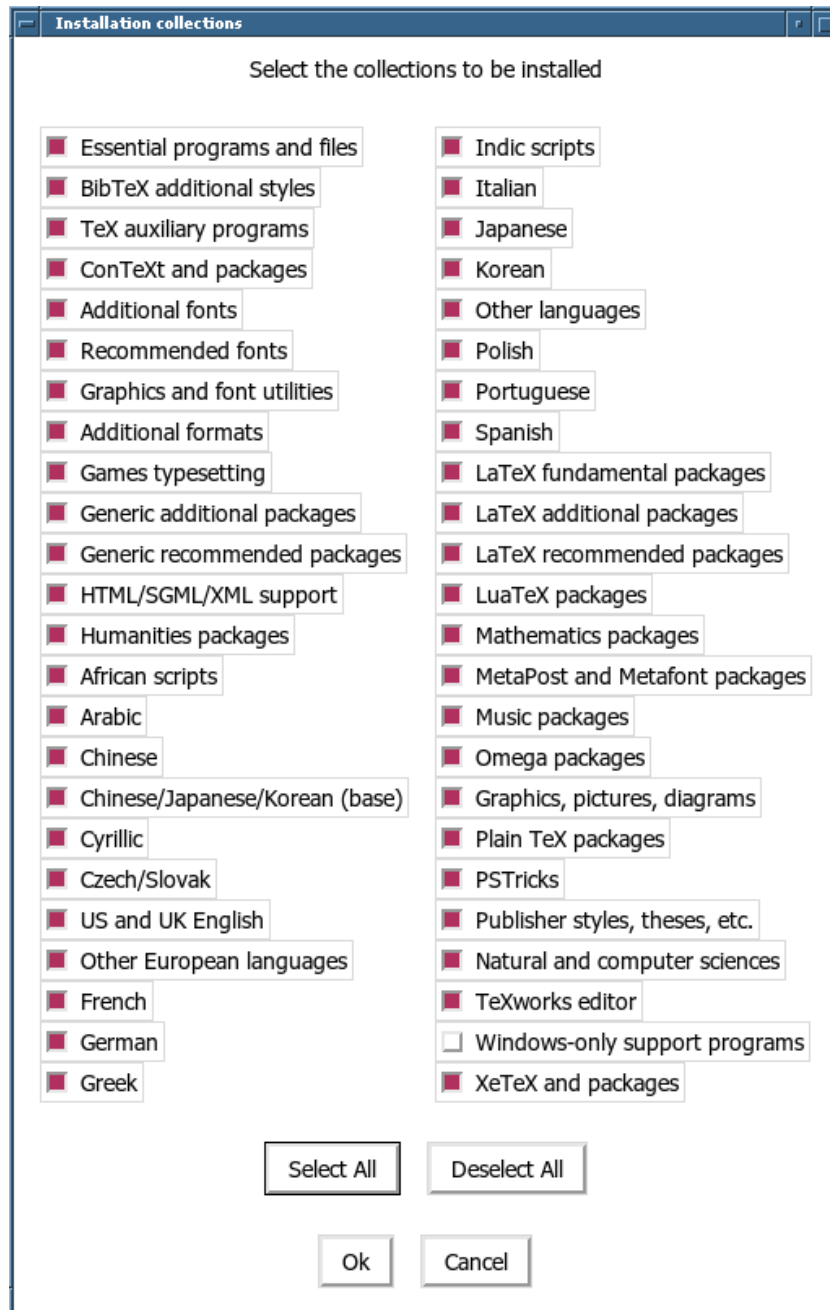 Installation collections
Select the collections to be installed
Essential programs and files
BibTeX additional styles
TeX auxiliary programs
ConTeXt and packages
Additional fonts
Recommended fonts
Graphics and font utilities
Additional formats
Games typesetting
Generic additional packages
Generic recommended packages
HTML/SGML/XML support
Humanities packages
African scripts
Arabic
Chinese
Chinese/Japanese/Korean (base)
Cyrillic
Czech/Slovak
US and UK English
Other European languages
French
German
Greek
Indic scripts
Italian
Japanese
Korean
Other languages
Polish
Portuguese
Spanish
LaTeX fundamental packages
LaTeX additional packages
LaTeX recommended packages
LuaTeX packages
Mathematics packages
MetaPost and Metafont packages
Music packages
Omega packages
Graphics, pictures, diagrams
Plain TeX packages
PSTricks
Publisher styles, theses, etc.
Natural and computer sciences
TeXworks editor
Windows-only support programs
XeTeX and packages
Select All
Deselect All
Ok
Cancel